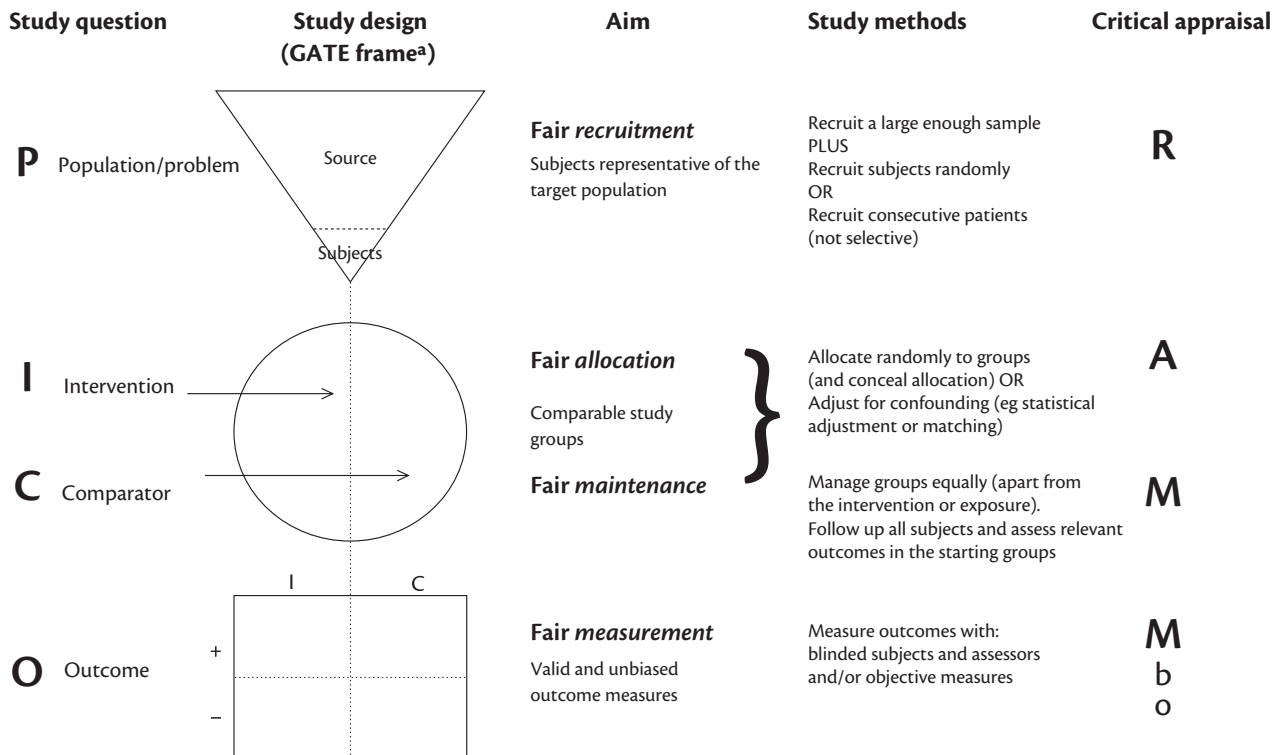 Study question
Study design
(GATE frameᵃ)
Aim
Study methods
Critical appraisal
P Population/problem
Source
Subjects
Fair recruitment
Subjects representative of the
target population
Recruit a large enough sample
PLUS
Recruit subjects randomly
OR
Recruit consecutive patients
(not selective)
R
I Intervention
Fair allocation
Comparable study
groups
}
Allocate randomly to groups
(and conceal allocation) OR
Adjust for confounding (eg statistical
adjustment or matching)
A
C Comparator
Fair maintenance
Manage groups equally (apart from
the intervention or exposure).
Follow up all subjects and assess relevant
outcomes in the starting groups
M
I C
O Outcome
+
–
Fair measurement
Valid and unbiased
outcome measures
Measure outcomes with:
blinded subjects and assessors
and/or objective measures
M
b
o